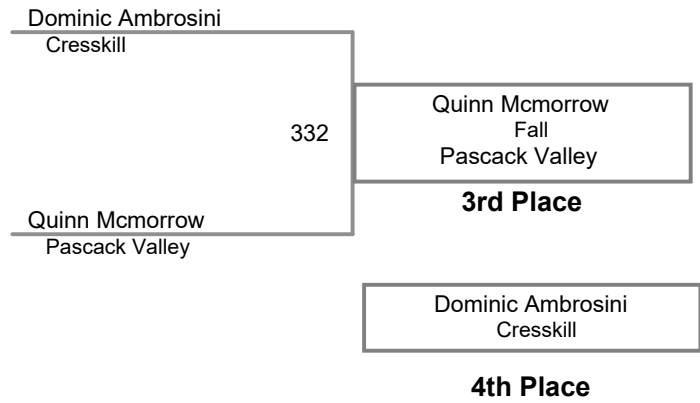 Dominic Ambrosini
Cresskill
332
Quinn Mcmorrow
Fall
Pascack Valley
3rd Place
Quinn Mcmorrow
Pascack Valley
Dominic Ambrosini
Cresskill
4th Place